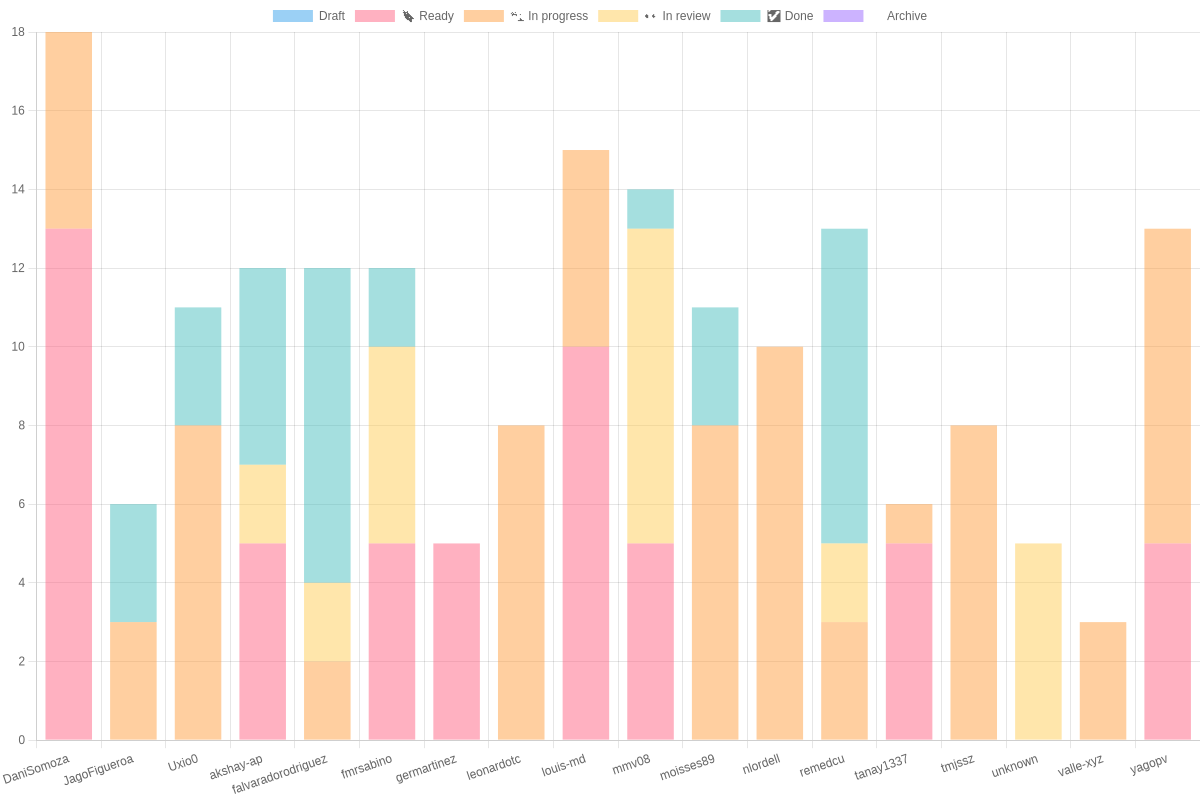 Draft 🔖 Ready 🏗 In progress 👀 In review ✅ Done Archive
18
16
14
12
10
8
6
4
2
0
DaniSomoza
JagoFigueroa
Uxio0
akshay-ap
falvaradorodriguez
fmrsabino
germartinez
leonardotc
louis-md
mmv08
moisses89
nlordell
remedcu
tanay1337
tmjssz
unknown
valle-xyz
yagopv